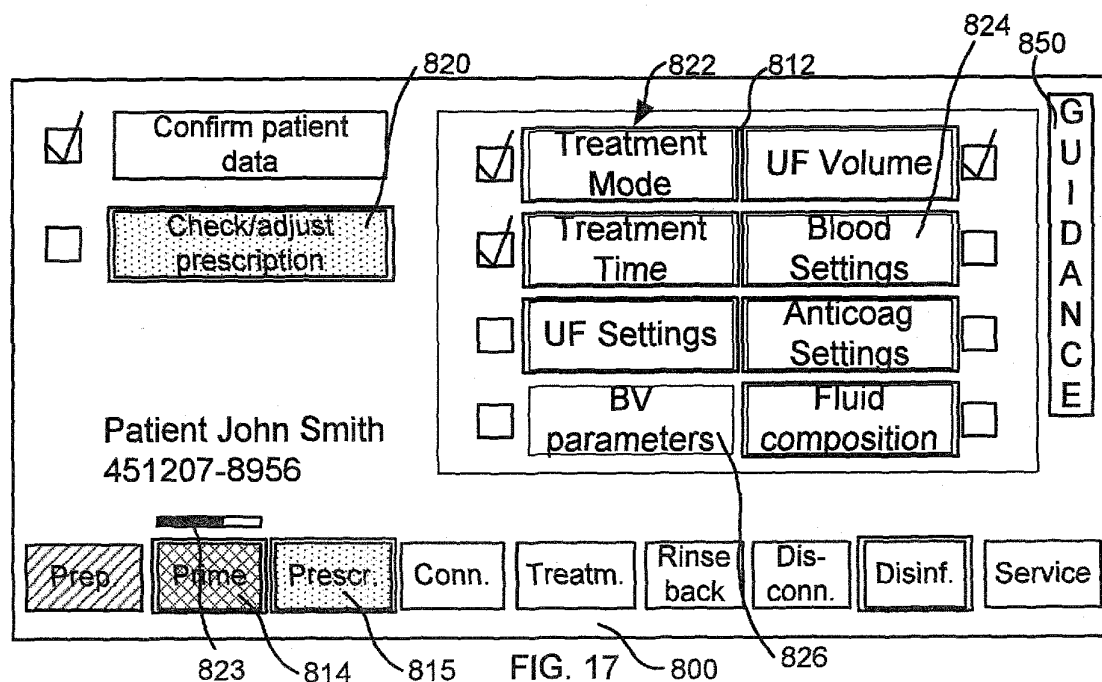 820
822
812
824
850
Confirm patient
data
Check/adjust
prescription
Treatment
Mode
UF Volume
Treatment
Time
Blood
Settings
UF Settings
Anticoag
Settings
BV
parameters
Fluid
composition
GUIDANCE
Patient John Smith
451207-8956
Prep.
Prime
Prescr.
Conn.
Treatm.
Rinse
back
Dis-
conn.
Disinf.
Service
823
814
815
FIG. 17
800
826